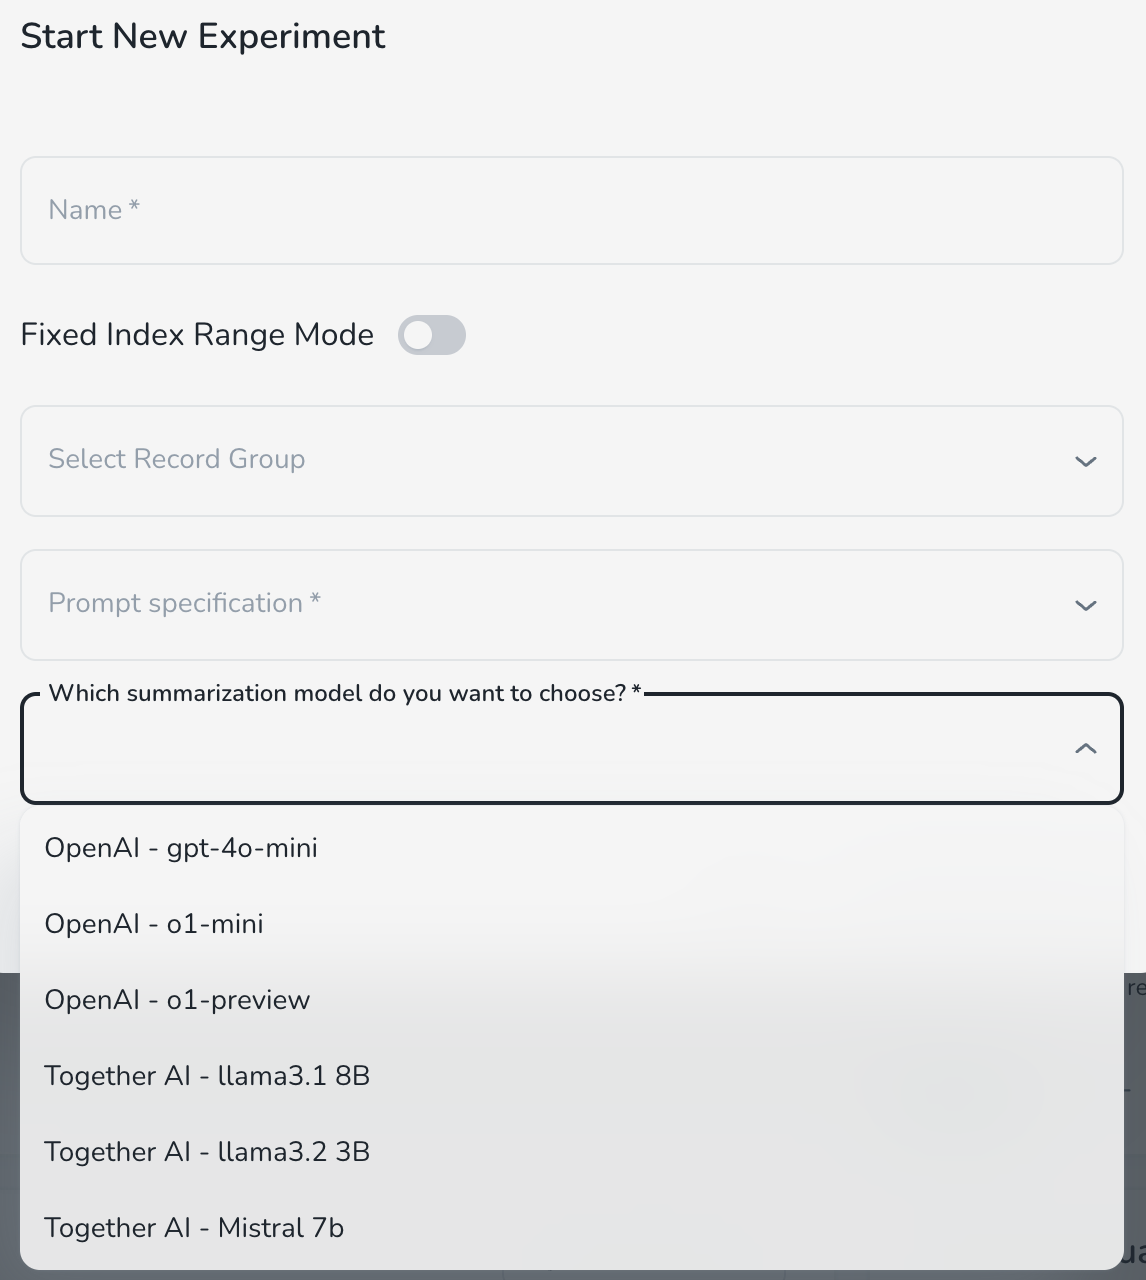 Start New Experiment
Name *
Fixed Index Range Mode
Select Record Group
Prompt specification *
Which summarization model do you want to choose? *
OpenAI - gpt-4o-mini
OpenAI - o1-mini
OpenAI - o1-preview
Together AI - llama3.1 8B
Together AI - llama3.2 3B
Together AI - Mistral 7b